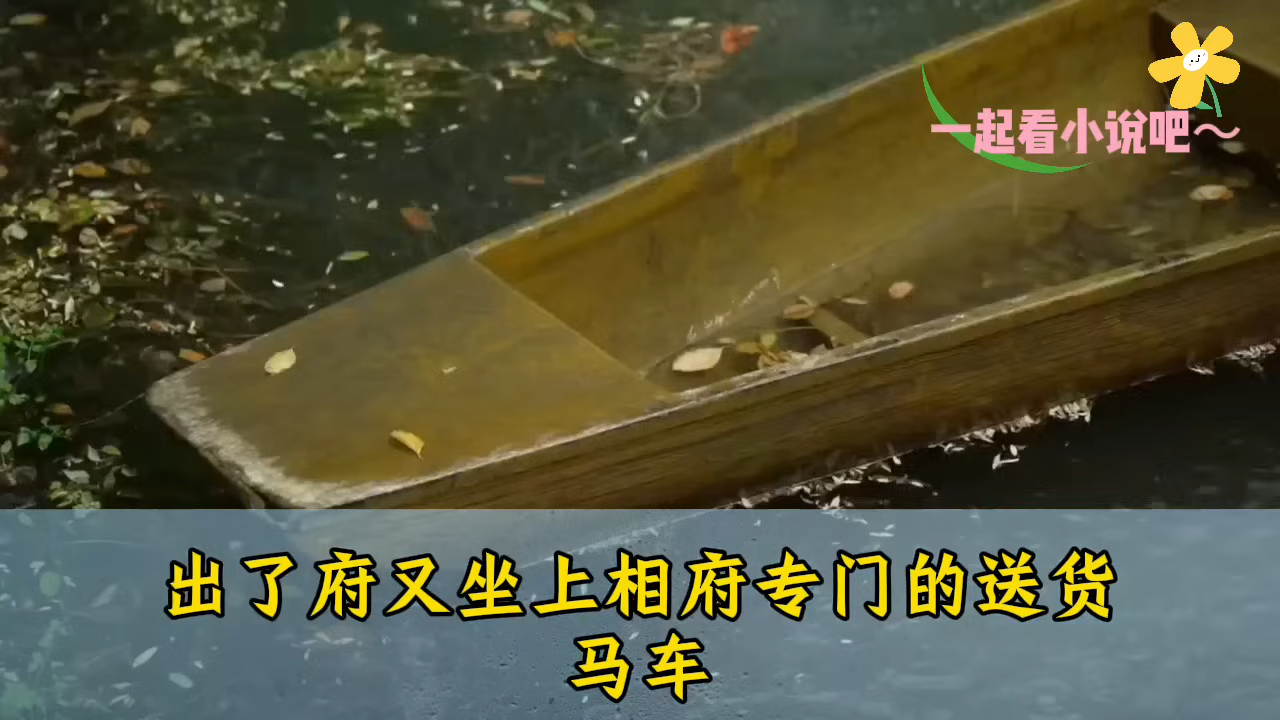 一起看小说吧～
出了府又坐上相府专门的送货
马车